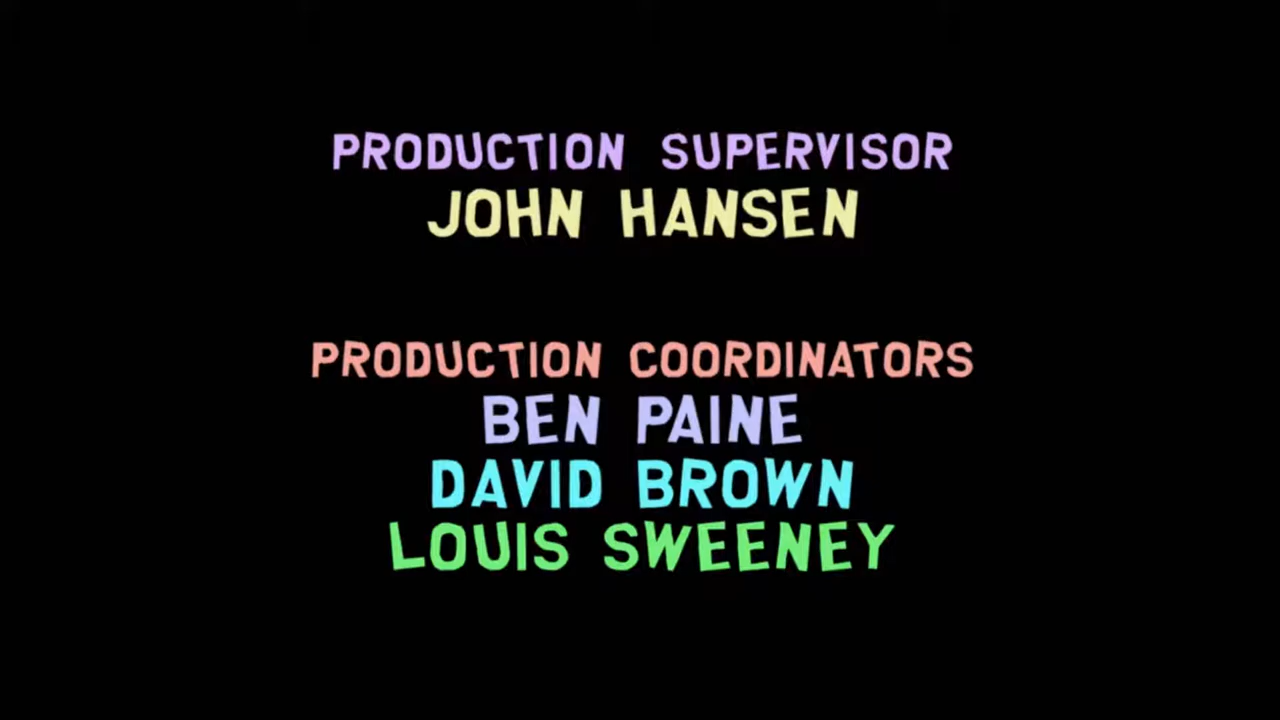 PRODUCTION SUPERVISOR
JOHN HANSEN
PRODUCTION COORDINATORS
BEN PAINE
DAVID BROWN
LOUIS SWEENEY